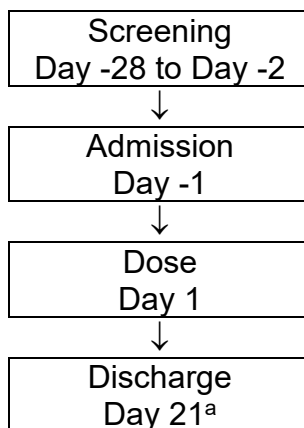 Screening
Day -28 to Day -2
↓
Admission
Day -1
↓
Dose
Day 1
↓
Discharge
Day 21ᵃ